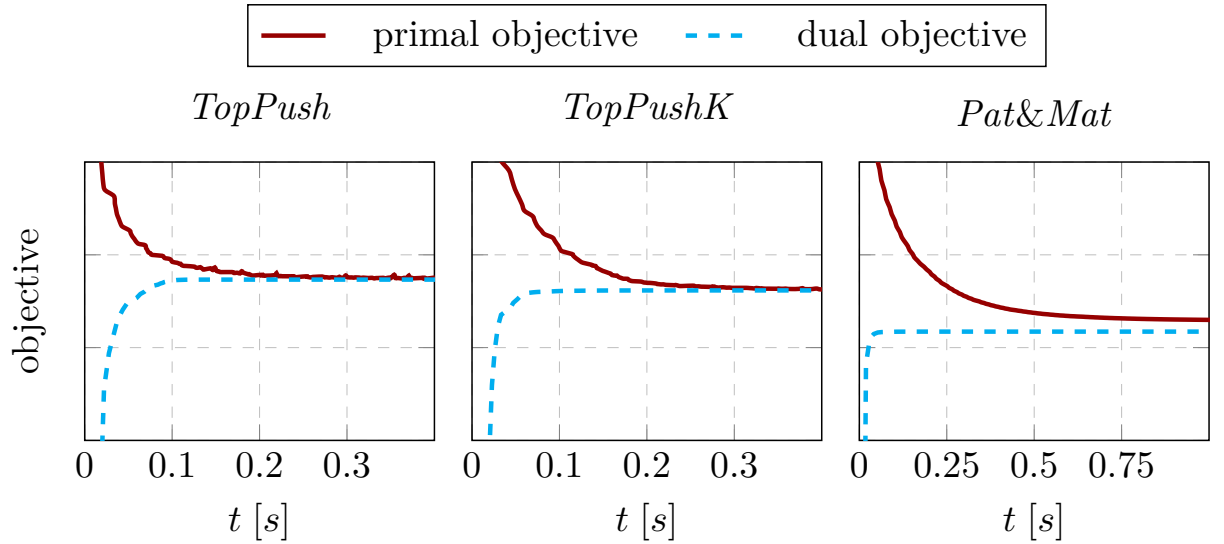 primal objective dual objective
TopPush TopPushK Pat&Mat
objective
0 0.1 0.2 0.3 0 0.1 0.2 0.3 0 0.25 0.5 0.75
t [s] t [s] t [s]